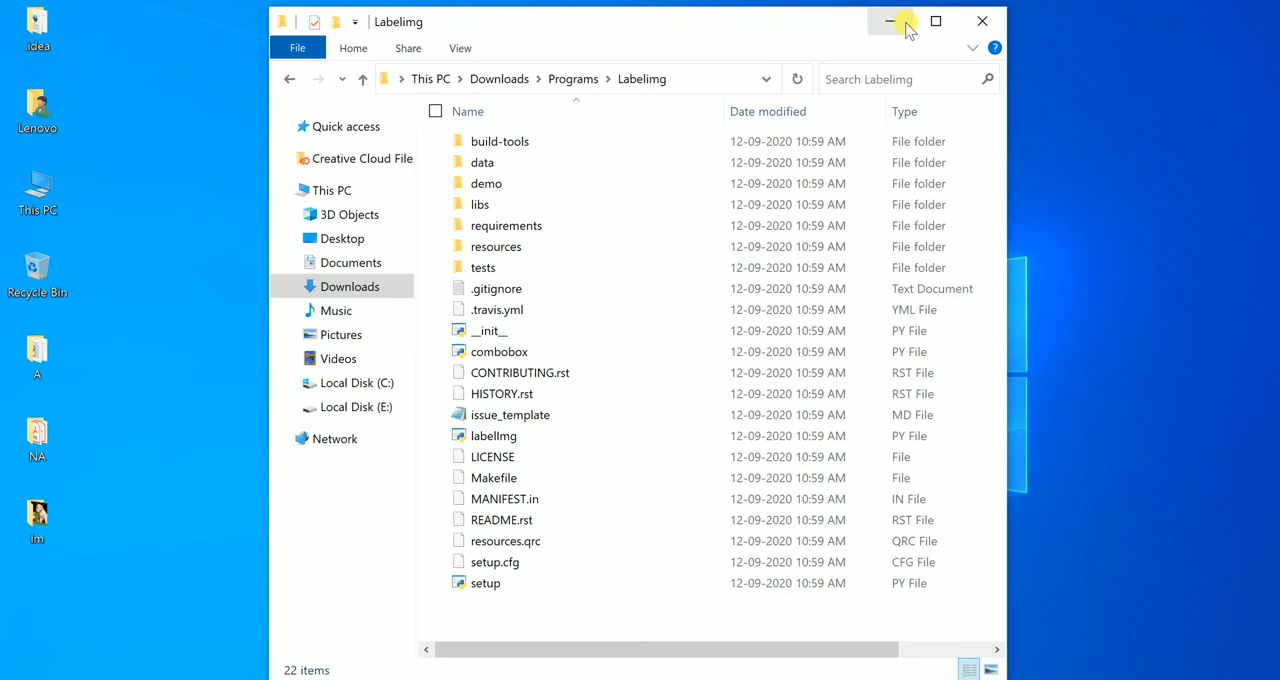 .idea
Lenovo
This PC
Recycle Bin
A
NA
Im
Labelimg
File Home Share View
This PC Downloads Programs Labelimg
Search Labelimg
Quick access
Creative Cloud File
This PC
3D Objects
Desktop
Documents
Downloads
Music
Pictures
Videos
Local Disk (C:)
Local Disk (E:)
Network
Name Date modified Type
build-tools 12-09-2020 10:59 AM File folder
data 12-09-2020 10:59 AM File folder
demo 12-09-2020 10:59 AM File folder
libs 12-09-2020 10:59 AM File folder
requirements 12-09-2020 10:59 AM File folder
resources 12-09-2020 10:59 AM File folder
tests 12-09-2020 10:59 AM File folder
.gitignore 12-09-2020 10:59 AM Text Document
.travis.yml 12-09-2020 10:59 AM YML File
__init__ 12-09-2020 10:59 AM PY File
combobox 12-09-2020 10:59 AM PY File
CONTRIBUTING.rst 12-09-2020 10:59 AM RST File
HISTORY.rst 12-09-2020 10:59 AM RST File
issue_template 12-09-2020 10:59 AM MD File
labelImg 12-09-2020 10:59 AM PY File
LICENSE 12-09-2020 10:59 AM File
Makefile 12-09-2020 10:59 AM File
MANIFEST.in 12-09-2020 10:59 AM IN File
README.rst 12-09-2020 10:59 AM RST File
resources.qrc 12-09-2020 10:59 AM QRC File
setup.cfg 12-09-2020 10:59 AM CFG File
setup 12-09-2020 10:59 AM PY File
22 items